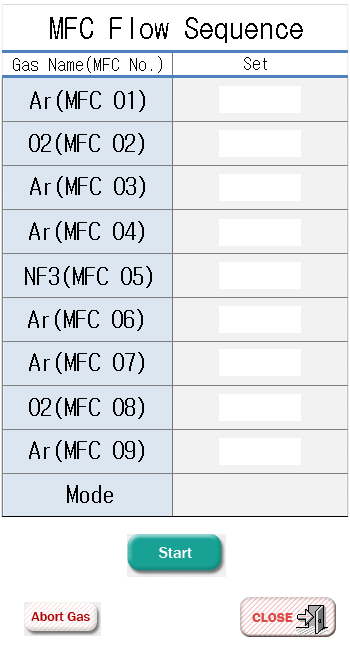 MFC Flow Sequence
Gas Name(MFC No.) Set
Ar(MFC 01)
O2(MFC 02)
Ar(MFC 03)
Ar(MFC 04)
NF3(MFC 05)
Ar(MFC 06)
Ar(MFC 07)
O2(MFC 08)
Ar(MFC 09)
Mode
Start
Abort Gas
CLOSE